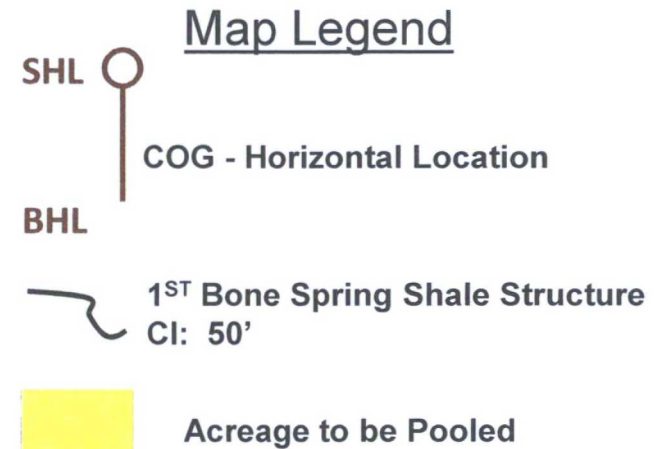 Map Legend
SHL
COG - Horizontal Location
BHL
1ST Bone Spring Shale Structure
CI: 50’
Acreage to be Pooled